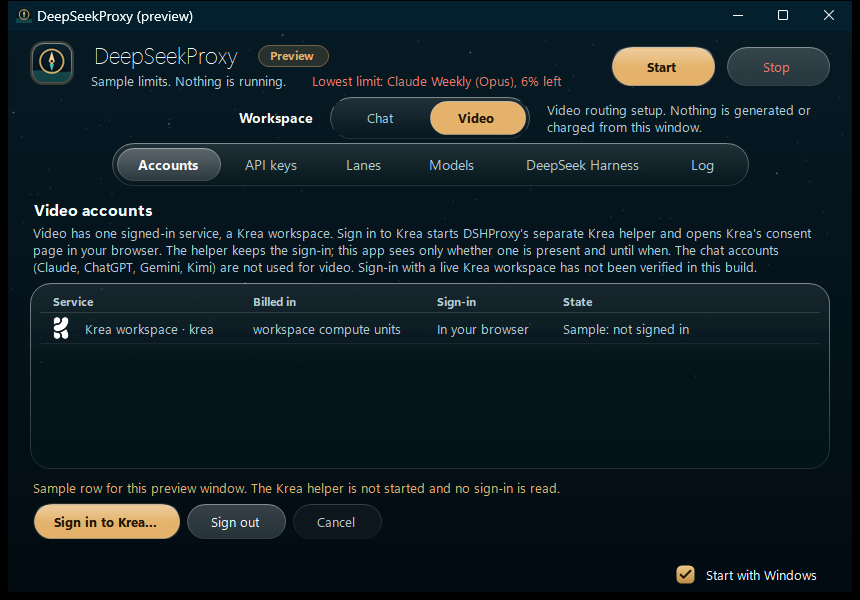 DeepSeekProxy (preview)
DeepSeekProxy
Preview
Sample limits. Nothing is running.
Lowest limit: Claude Weekly (Opus), 6% left
Start
Stop
Workspace
Chat
Video
Video routing setup. Nothing is generated or
charged from this window.
Accounts
API keys
Lanes
Models
DeepSeek Harness
Log
Video accounts
Video has one signed-in service, a Krea workspace. Sign in to Krea starts DSHProxy's separate Krea helper and opens Krea's consent
page in your browser. The helper keeps the sign-in; this app sees only whether one is present and until when. The chat accounts
(Claude, ChatGPT, Gemini, Kimi) are not used for video. Sign-in with a live Krea workspace has not been verified in this build.
Service
Billed in
Sign-in
State
Krea workspace · krea
workspace compute units
In your browser
Sample: not signed in
Sample row for this preview window. The Krea helper is not started and no sign-in is read.
Sign in to Krea...
Sign out
Cancel
Start with Windows